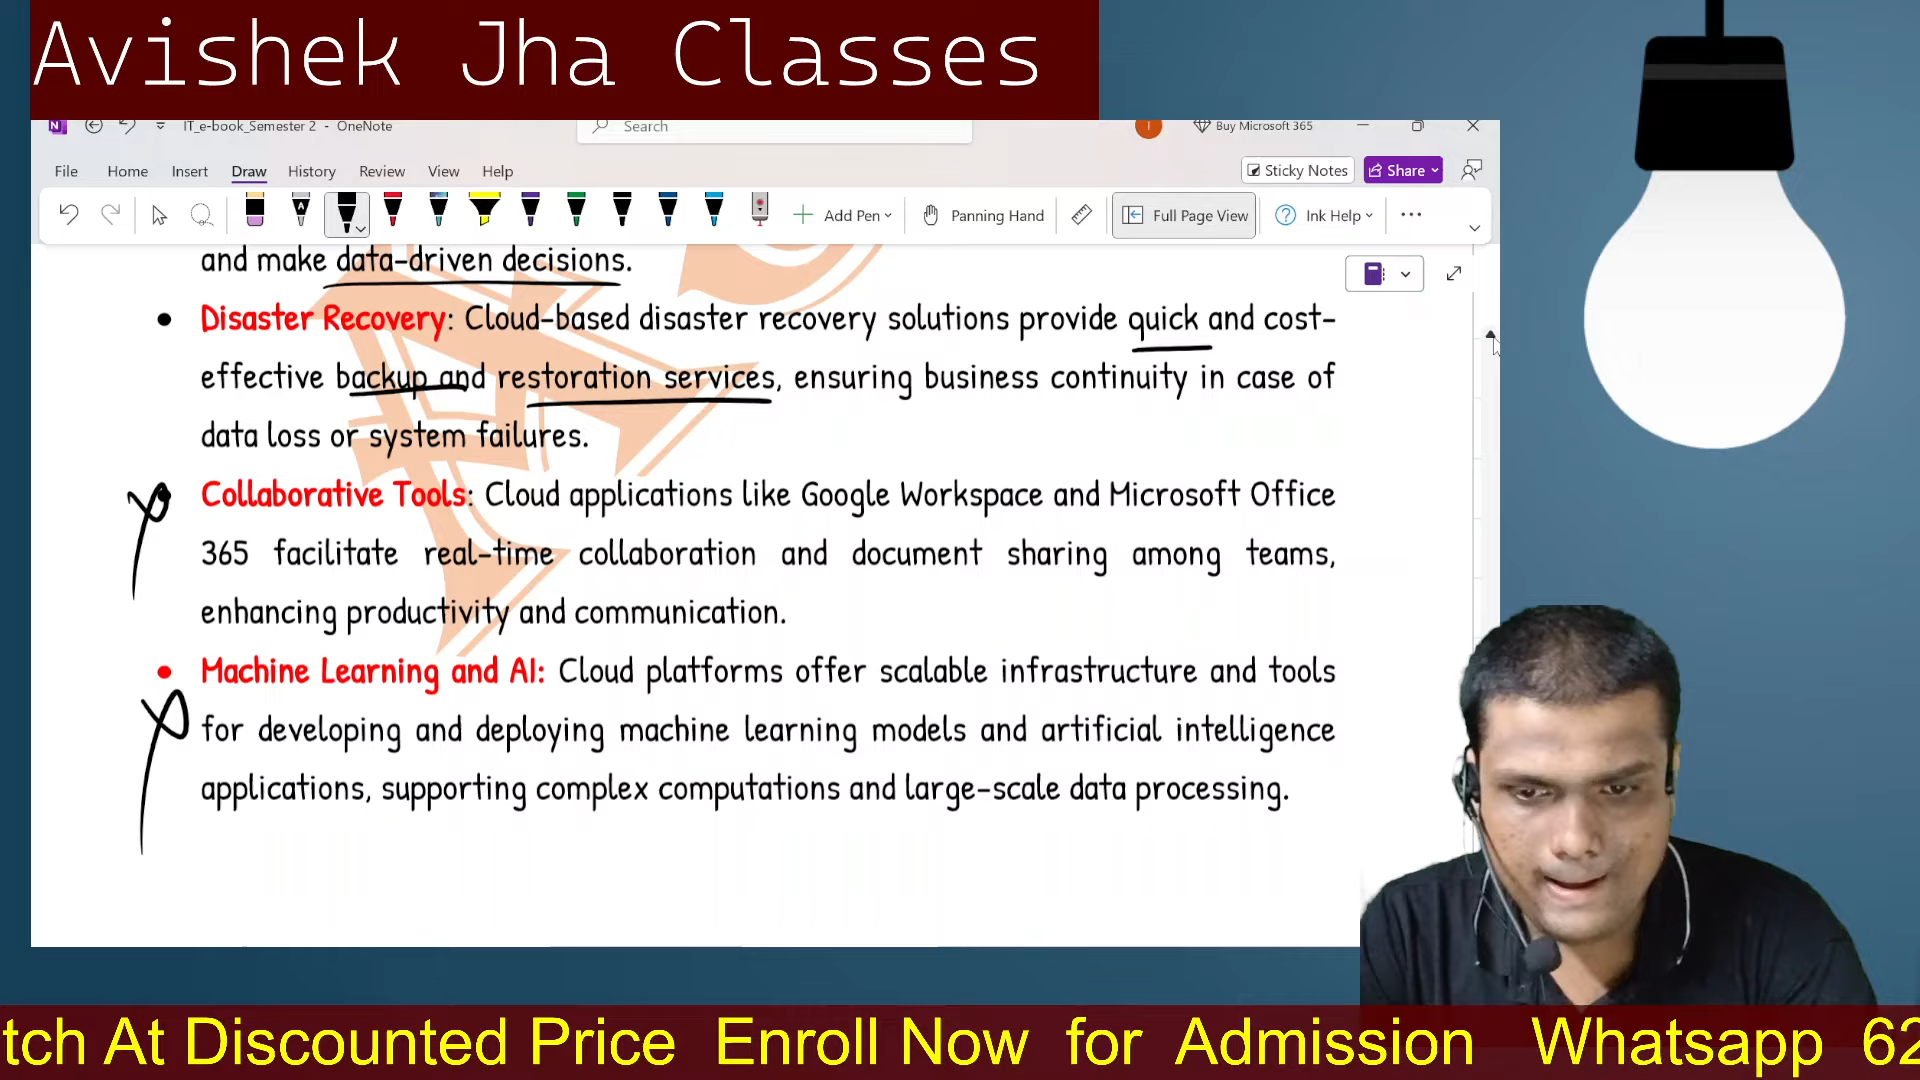 Avishek Jha Classes
IT_e-book_Semester 2 - OneNote
Search
Buy Microsoft 365
File Home Insert Draw History Review View Help
Sticky Notes
Share
Add Pen
Panning Hand
Full Page View
Ink Help
and make data-driven decisions.
• Disaster Recovery: Cloud-based disaster recovery solutions provide quick and cost-
effective backup and restoration services, ensuring business continuity in case of
data loss or system failures.
• Collaborative Tools: Cloud applications like Google Workspace and Microsoft Office
365 facilitate real-time collaboration and document sharing among teams,
enhancing productivity and communication.
• Machine Learning and AI: Cloud platforms offer scalable infrastructure and tools
for developing and deploying machine learning models and artificial intelligence
applications, supporting complex computations and large-scale data processing.
tch At Discounted Price Enroll Now for Admission Whatsapp 62